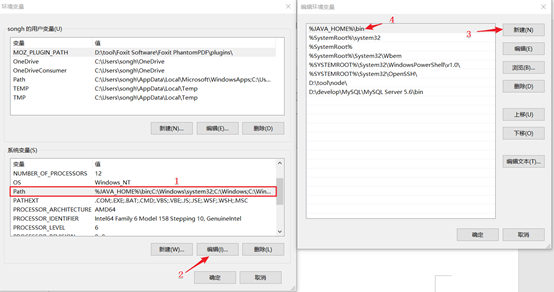 环境变量
songh 的用户变量(U)
变量 值
MOZ_PLUGIN_PATH D:\tool\Foxit Software\Foxit PhantomPDF\plugins\
OneDrive C:\Users\songh\OneDrive
OneDriveConsumer C:\Users\songh\OneDrive
Path C:\Users\songh\AppData\Local\Microsoft\WindowsApps;C:\Us...
TEMP C:\Users\songh\AppData\Local\Temp
TMP C:\Users\songh\AppData\Local\Temp
新建(N)... 编辑(E)... 删除(D)
系统变量(S)
变量 值
NUMBER_OF_PROCESSORS 12
OS Windows_NT
1
Path %JAVA_HOME%\bin;C:\Windows\system32;C:\Windows;C:\Win...
PATHEXT .COM;.EXE;.BAT;.CMD;.VBS;.VBE;.JS;.JSE;.WSF;.WSH;.MSC
PROCESSOR_ARCHITECTURE AMD64
PROCESSOR_IDENTIFIER Intel64 Family 6 Model 158 Stepping 10, GenuineIntel
PROCESSOR_LEVEL 6
新建(W)... 编辑(I)... 删除(L)
2
确定 取消
编辑环境变量
%JAVA_HOME%\bin
4
%SystemRoot%\system32
%SystemRoot%
%SystemRoot%\System32\Wbem
%SYSTEMROOT%\System32\WindowsPowerShell\v1.0\
%SYSTEMROOT%\System32\OpenSSH\
D:\tool\node\
D:\develop\MySQL\MySQL Server 5.6\bin
3
新建(N)
编辑(E)
浏览(B)...
删除(D)
上移(U)
下移(O)
编辑文本(T)...
确定 取消